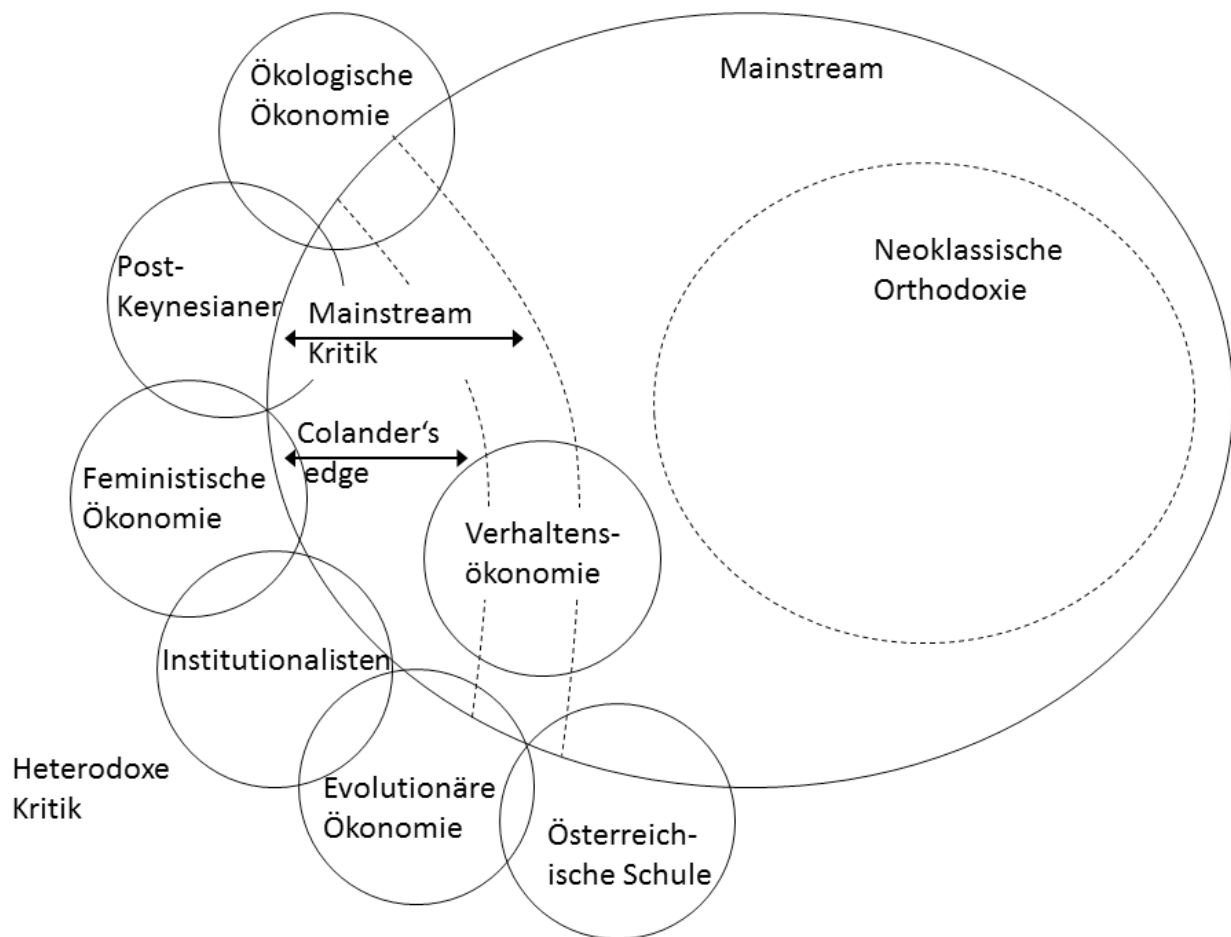 Ökologische
Ökonomie
Mainstream
Post-
Keynesianer
Neoklassische
Orthodoxie
Mainstream
Kritik
Colander‘s
edge
Feministische
Ökonomie
Verhaltens-
ökonomie
Institutionalisten
Heterodoxe
Kritik
Evolutionäre
Ökonomie
Österreich-
ische Schule